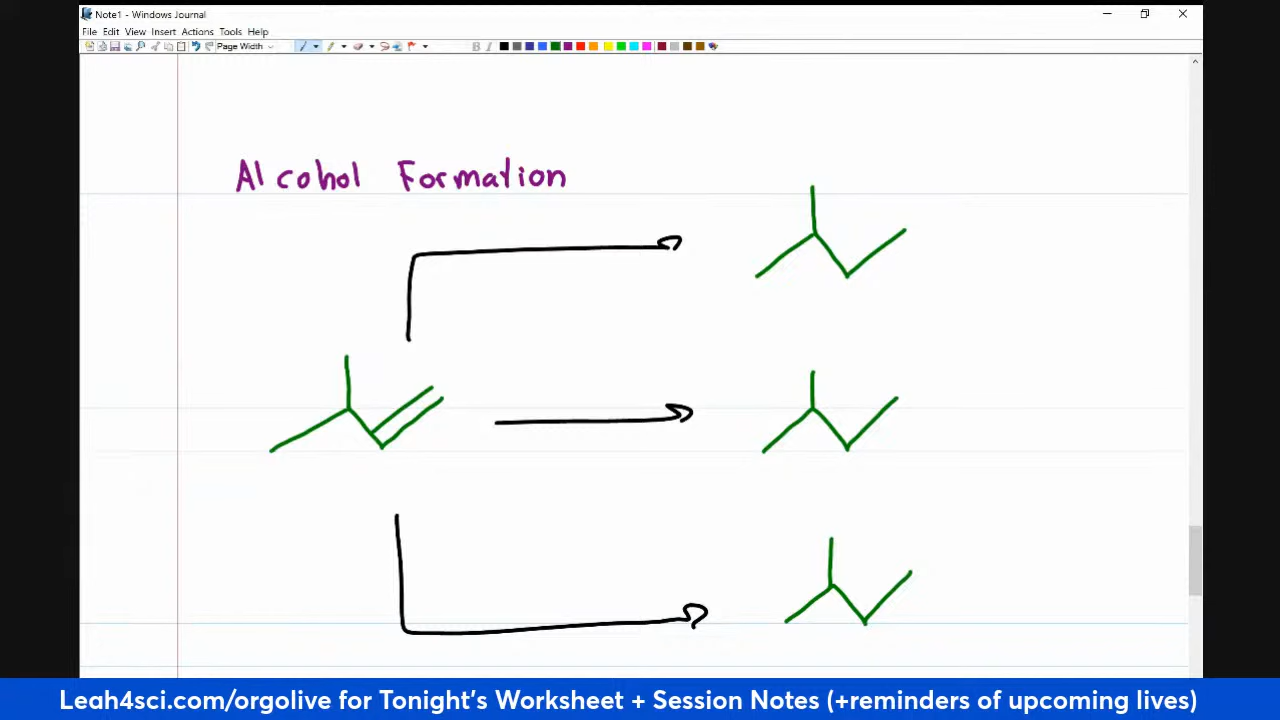 Note1 - Windows Journal
File Edit View Insert Actions Tools Help
Page Width B I
Alcohol Formation
Leah4sci.com/orgolive for Tonight's Worksheet + Session Notes (+reminders of upcoming lives)